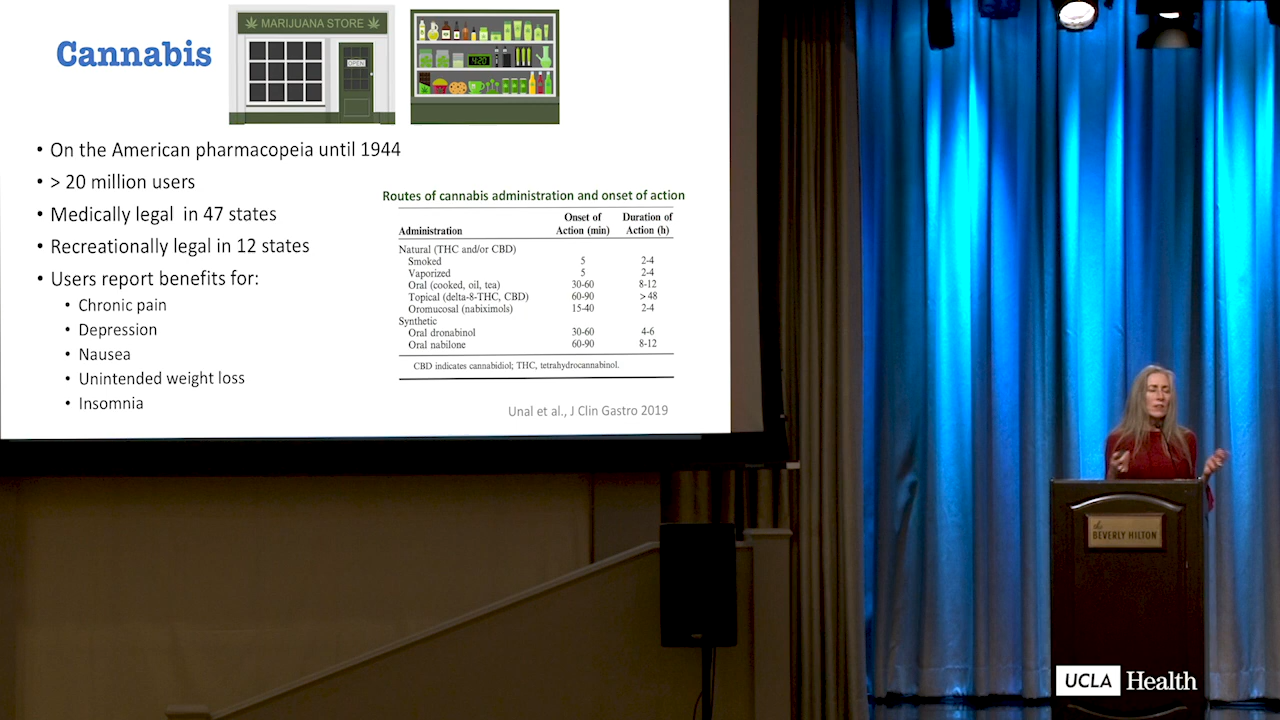 Cannabis
MARIJUANA STORE
OPEN
4:20
• On the American pharmacopeia until 1944
• > 20 million users
• Medically legal in 47 states
• Recreationally legal in 12 states
• Users report benefits for:
• Chronic pain
• Depression
• Nausea
• Unintended weight loss
• Insomnia
Routes of cannabis administration and onset of action
Administration Onset of Action (min) Duration of Action (h)
Natural (THC and/or CBD)
Smoked 5 2-4
Vaporized 5 2-4
Oral (cooked, oil, tea) 30-60 8-12
Topical (delta-8-THC, CBD) 60-90 > 48
Oromucosal (nabiximols) 15-40 2-4
Synthetic
Oral dronabinol 30-60 4-6
Oral nabilone 60-90 8-12
CBD indicates cannabidiol; THC, tetrahydrocannabinol.
Unal et al., J Clin Gastro 2019
the
BEVERLY HILTON
UCLA Health